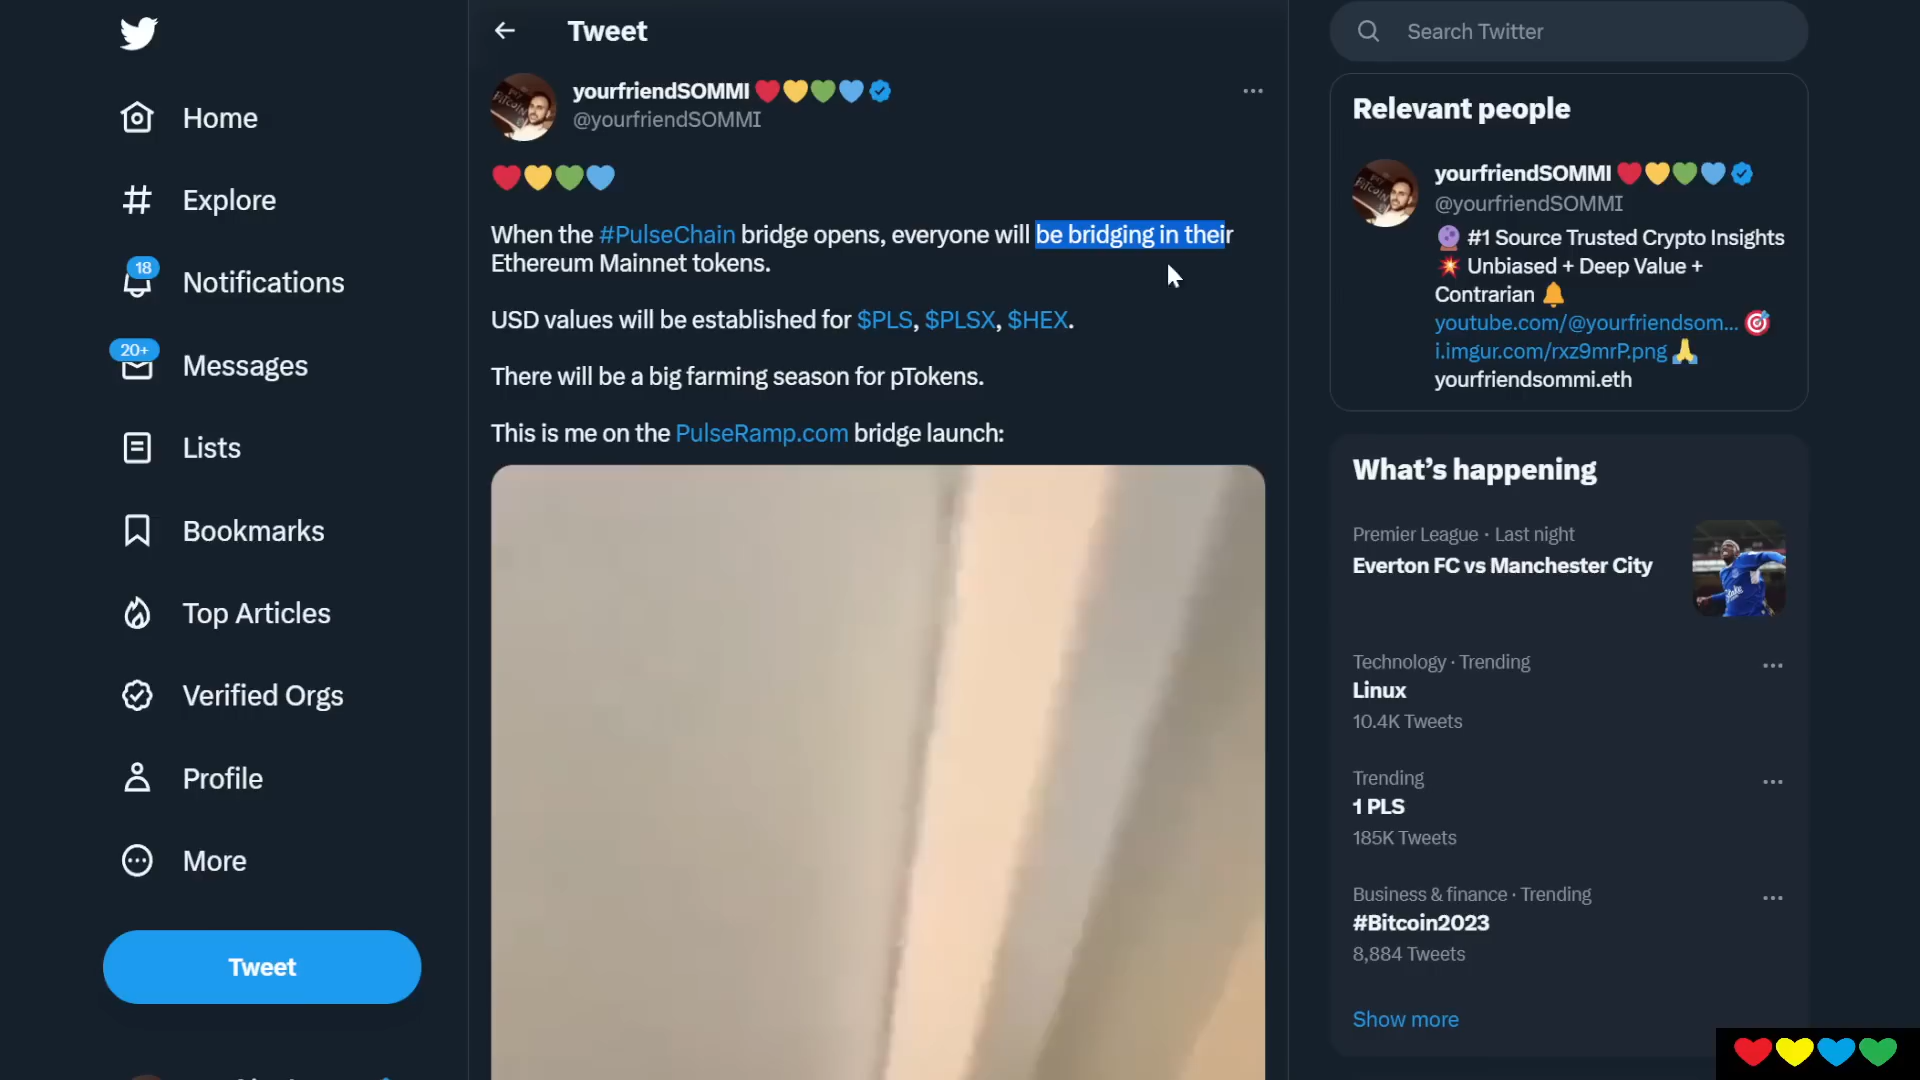 Home
Explore
18
Notifications
20+
Messages
Lists
Bookmarks
Top Articles
Verified Orgs
Profile
More
Tweet
Tweet
yourfriendSOMMI ❤️💛💚💙
@yourfriendSOMMI
❤️💛💚💙
When the #PulseChain bridge opens, everyone will be bridging in their
Ethereum Mainnet tokens.
USD values will be established for $PLS, $PLSX, $HEX.
There will be a big farming season for pTokens.
This is me on the PulseRamp.com bridge launch:
Search Twitter
Relevant people
yourfriendSOMMI ❤️💛💚💙
@yourfriendSOMMI
🔮 #1 Source Trusted Crypto Insights
💥 Unbiased + Deep Value +
Contrarian 🔔
youtube.com/@yourfriendsom... 🎯
i.imgur.com/rxz9mrP.png 🙏
yourfriendsommi.eth
What's happening
Premier League · Last night
Everton FC vs Manchester City
Technology · Trending
Linux
10.4K Tweets
Trending
1 PLS
185K Tweets
Business & finance · Trending
#Bitcoin2023
8,884 Tweets
Show more